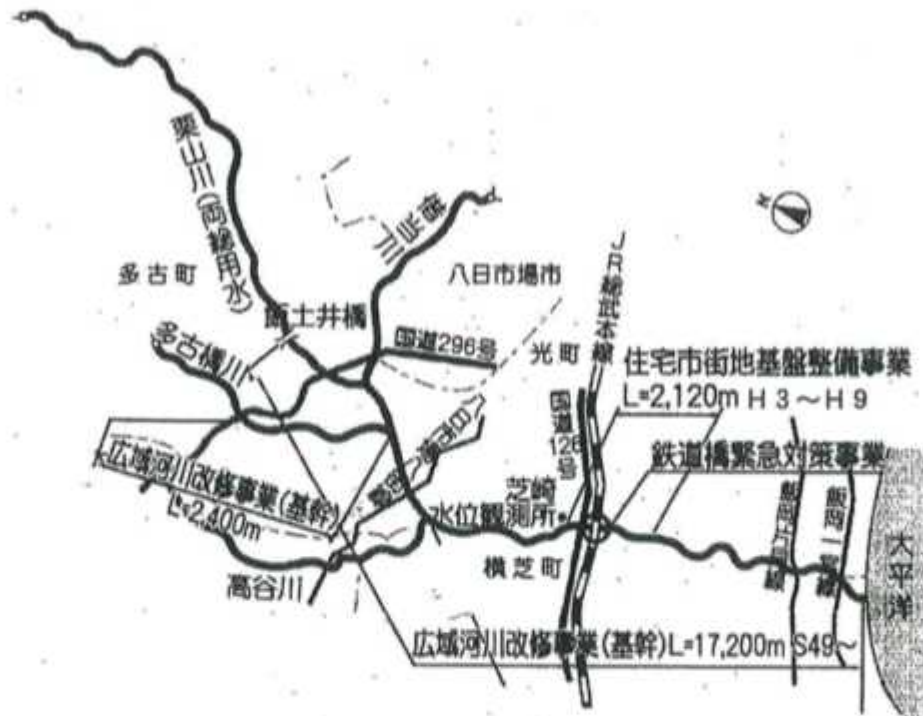 栗山川(両総用水)
多古町
飯土井橋
多古橋川
借当川
八日市場市
国道296号
光町
JR総武本線
国道126号
住宅市街地基盤整備事業
L=2,120m H3～H9
鉄道橋緊急対策事業
広域河川改修事業(基幹)
L=2,400m
芝崎
水位観測所
横芝町
高谷川
広域河川改修事業(基幹)L=17,200m S49～
飯岡一宮線
太平洋
N